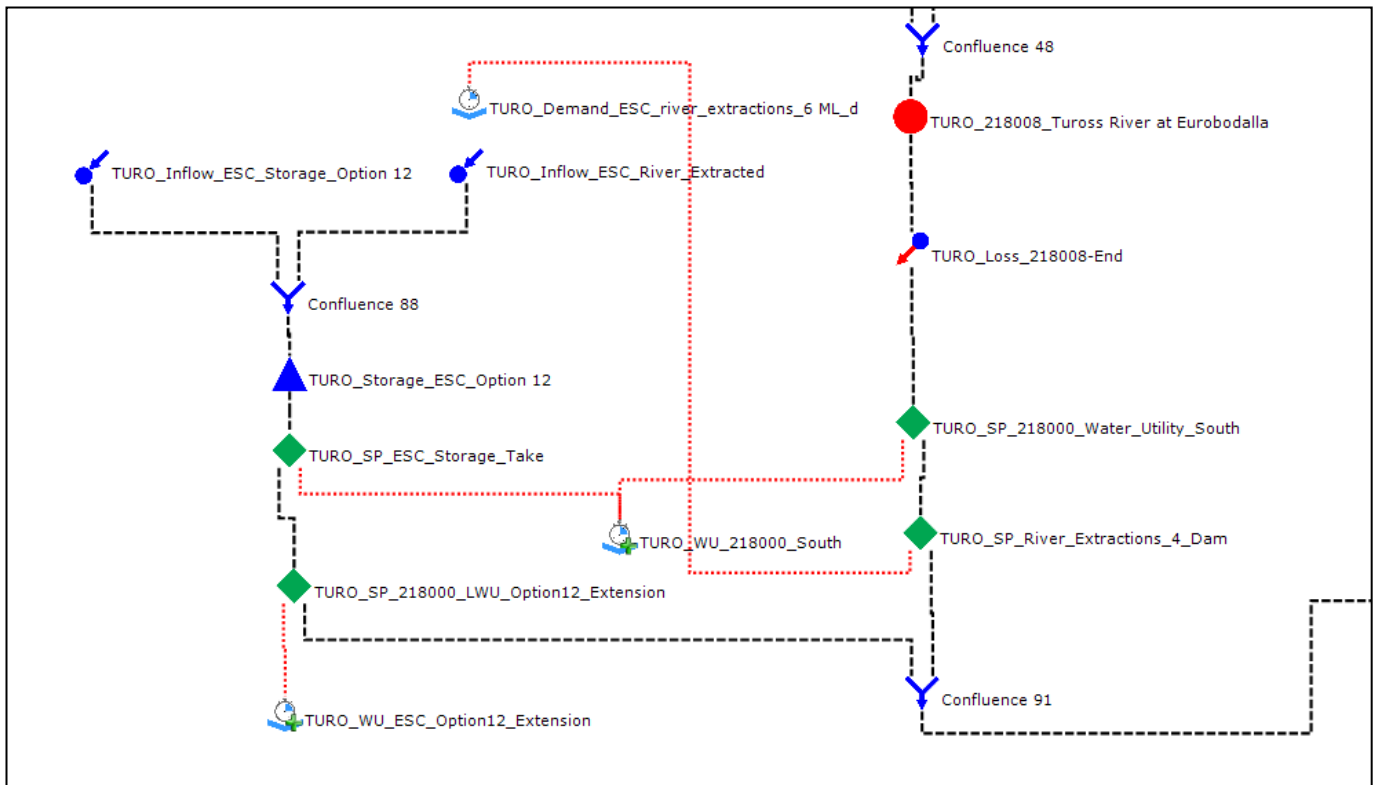 Confluence 48
TURO_Demand_ESC_river_extractions_6 ML_d
TURO_218008_Tuross River at Eurobodalla
TURO_Inflow_ESC_Storage_Option 12
TURO_Inflow_ESC_River_Extracted
TURO_Loss_218008-End
Confluence 88
TURO_Storage_ESC_Option 12
TURO_SP_218000_Water_Utility_South
TURO_SP_ESC_Storage_Take
TURO_WU_218000_South
TURO_SP_River_Extractions_4_Dam
TURO_SP_218000_LWU_Option12_Extension
Confluence 91
TURO_WU_ESC_Option12_Extension